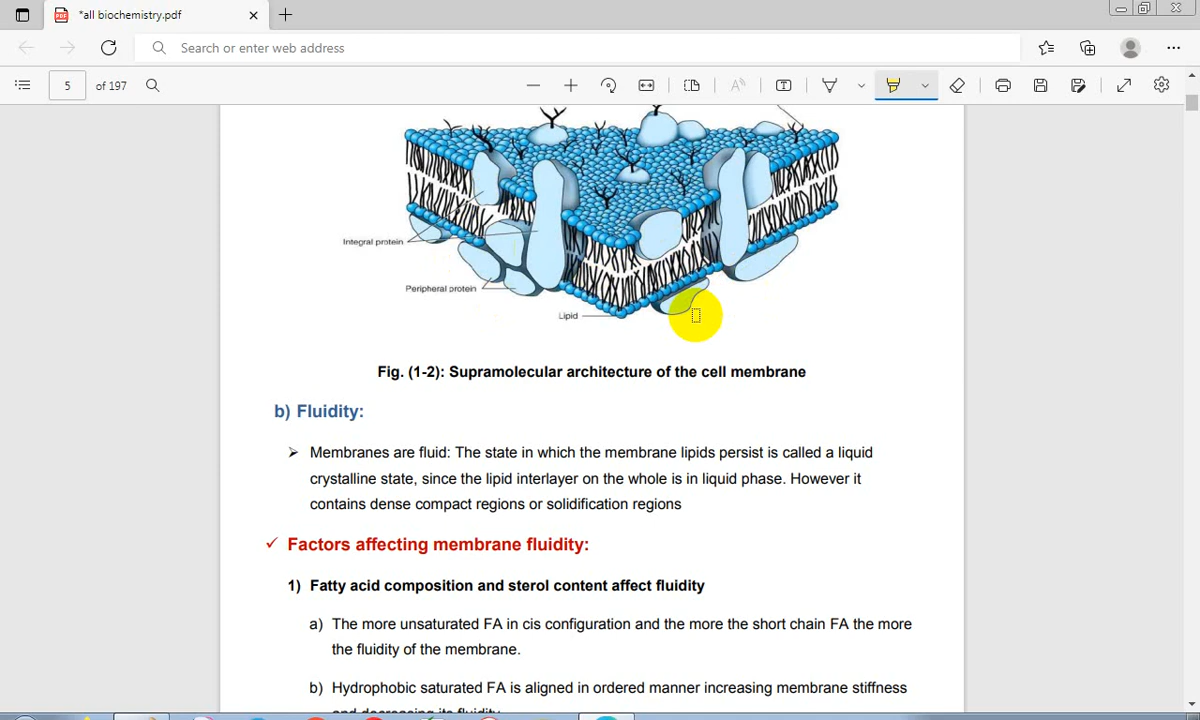 *all biochemistry.pdf
Search or enter web address
5 of 197
Integral protein
Peripheral protein
Lipid
Fig. (1-2): Supramolecular architecture of the cell membrane
b) Fluidity:
➢ Membranes are fluid: The state in which the membrane lipids persist is called a liquid
crystalline state, since the lipid interlayer on the whole is in liquid phase. However it
contains dense compact regions or solidification regions
✓ Factors affecting membrane fluidity:
1) Fatty acid composition and sterol content affect fluidity
a) The more unsaturated FA in cis configuration and the more the short chain FA the more
the fluidity of the membrane.
b) Hydrophobic saturated FA is aligned in ordered manner increasing membrane stiffness
and decreasing its fluidity